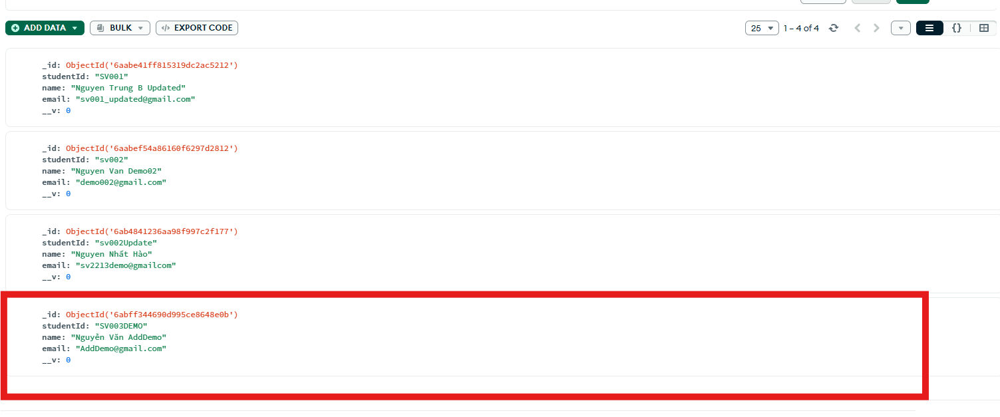 ADD DATA BULK EXPORT CODE 25 1 – 4 of 4 {}
_id: ObjectId('6aabe41ff815319dc2ac5212')
studentId: "SV001"
name: "Nguyen Trung B Updated"
email: "sv001_updated@gmail.com"
__v: 0
_id: ObjectId('6aabef54a86160f6297d2812')
studentId: "sv002"
name: "Nguyen Van Demo02"
email: "demo002@gmail.com"
__v: 0
_id: ObjectId('6ab4841236aa98f997c2f177')
studentId: "sv002Update"
name: "Nguyen Nhất Hào"
email: "sv2213demo@gmailcom"
__v: 0
_id: ObjectId('6abff344690d995ce8648e0b')
studentId: "SV003DEMO"
name: "Nguyễn Văn AddDemo"
email: "AddDemo@gmail.com"
__v: 0